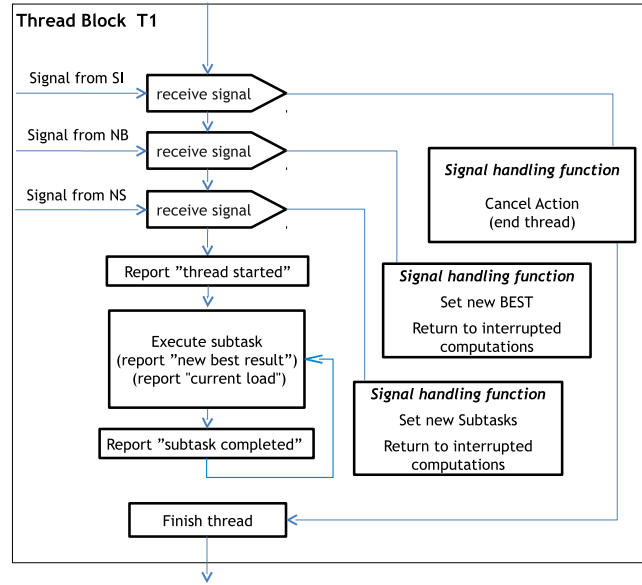 Thread Block T1
Signal from SI
receive signal
Signal from NB
receive signal
Signal from NS
receive signal
Report ”thread started”
Execute subtask
(report ”new best result”)
(report "current load")
Report ”subtask completed”
Finish thread
Signal handling function
Cancel Action
(end thread)
Signal handling function
Set new BEST
Return to interrupted
computations
Signal handling function
Set new Subtasks
Return to interrupted
computations